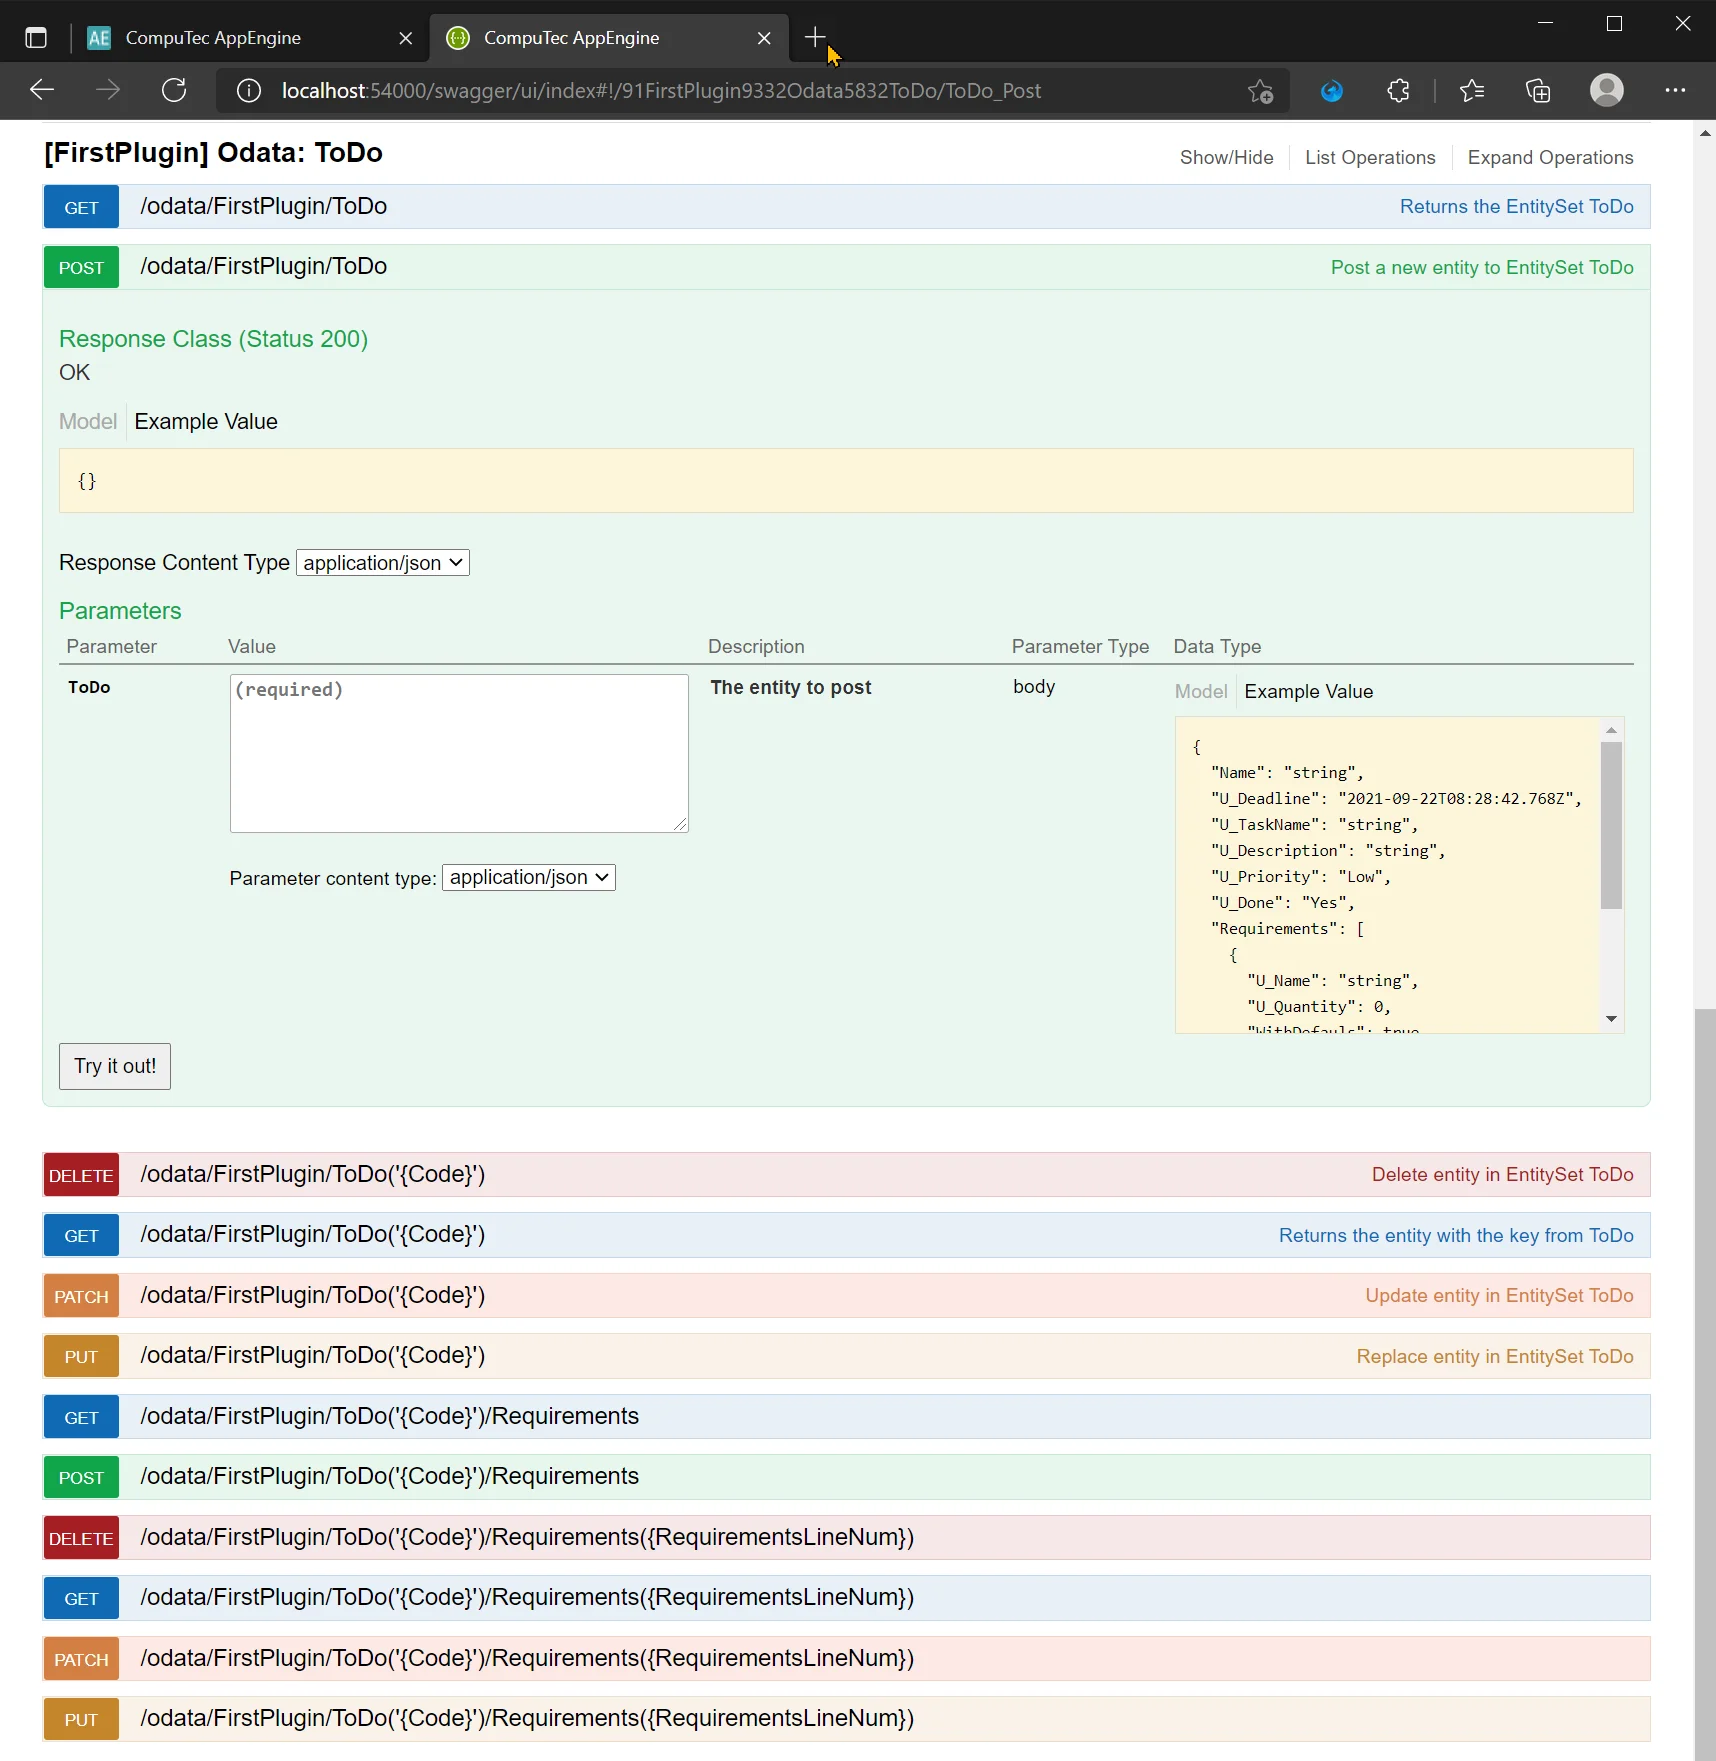 AE CompuTec AppEngine
CompuTec AppEngine
localhost:54000/swagger/ui/index#!/91FirstPlugin9332Odata5832ToDo/ToDo_Post
[FirstPlugin] Odata: ToDo
Show/Hide List Operations Expand Operations
GET /odata/FirstPlugin/ToDo Returns the EntitySet ToDo
POST /odata/FirstPlugin/ToDo Post a new entity to EntitySet ToDo
Response Class (Status 200)
OK
Model Example Value
{}
Response Content Type application/json
Parameters
Parameter Value Description Parameter Type Data Type
ToDo (required) The entity to post body Model Example Value
{
"Name": "string",
"U_Deadline": "2021-09-22T08:28:42.768Z",
"U_TaskName": "string",
"U_Description": "string",
"U_Priority": "Low",
"U_Done": "Yes",
"Requirements": [
{
"U_Name": "string",
"U_Quantity": 0,
"WithDefauls": true
Parameter content type: application/json
Try it out!
DELETE /odata/FirstPlugin/ToDo('{Code}') Delete entity in EntitySet ToDo
GET /odata/FirstPlugin/ToDo('{Code}') Returns the entity with the key from ToDo
PATCH /odata/FirstPlugin/ToDo('{Code}') Update entity in EntitySet ToDo
PUT /odata/FirstPlugin/ToDo('{Code}') Replace entity in EntitySet ToDo
GET /odata/FirstPlugin/ToDo('{Code}')/Requirements
POST /odata/FirstPlugin/ToDo('{Code}')/Requirements
DELETE /odata/FirstPlugin/ToDo('{Code}')/Requirements({RequirementsLineNum})
GET /odata/FirstPlugin/ToDo('{Code}')/Requirements({RequirementsLineNum})
PATCH /odata/FirstPlugin/ToDo('{Code}')/Requirements({RequirementsLineNum})
PUT /odata/FirstPlugin/ToDo('{Code}')/Requirements({RequirementsLineNum})